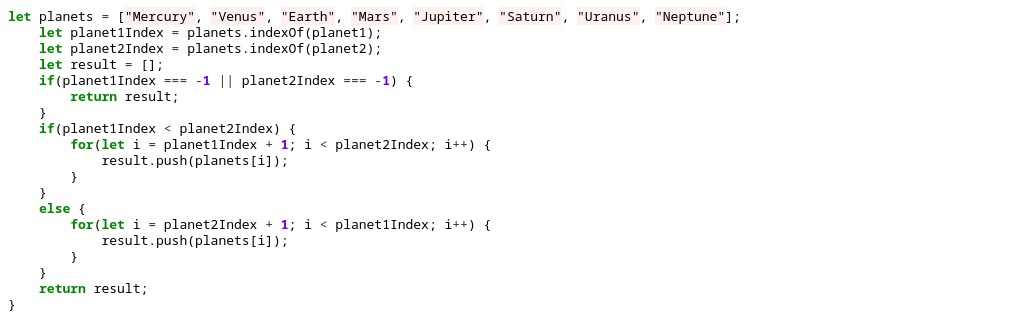 let planets = ["Mercury", "Venus", "Earth", "Mars", "Jupiter", "Saturn", "Uranus", "Neptune"];
    let planet1Index = planets.indexOf(planet1);
    let planet2Index = planets.indexOf(planet2);
    let result = [];
    if(planet1Index === -1 || planet2Index === -1) {
        return result;
    }
    if(planet1Index < planet2Index) {
        for(let i = planet1Index + 1; i < planet2Index; i++) {
            result.push(planets[i]);
        }
    }
    else {
        for(let i = planet2Index + 1; i < planet1Index; i++) {
            result.push(planets[i]);
        }
    }
    return result;
}